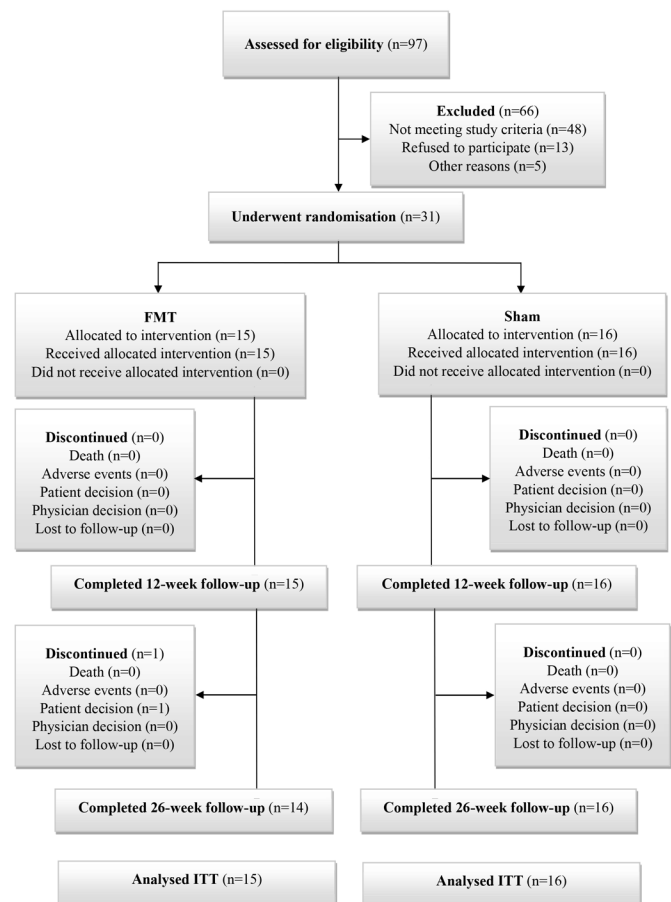 Assessed for eligibility (n=97)
Excluded (n=66)
Not meeting study criteria (n=48)
Refused to participate (n=13)
Other reasons (n=5)
Underwent randomisation (n=31)
FMT
Allocated to intervention (n=15)
Received allocated intervention (n=15)
Did not receive allocated intervention (n=0)
Sham
Allocated to intervention (n=16)
Received allocated intervention (n=16)
Did not receive allocated intervention (n=0)
Discontinued (n=0)
Death (n=0)
Adverse events (n=0)
Patient decision (n=0)
Physician decision (n=0)
Lost to follow-up (n=0)
Discontinued (n=0)
Death (n=0)
Adverse events (n=0)
Patient decision (n=0)
Physician decision (n=0)
Lost to follow-up (n=0)
Completed 12-week follow-up (n=15)
Completed 12-week follow-up (n=16)
Discontinued (n=1)
Death (n=0)
Adverse events (n=0)
Patient decision (n=1)
Physician decision (n=0)
Lost to follow-up (n=0)
Discontinued (n=0)
Death (n=0)
Adverse events (n=0)
Patient decision (n=0)
Physician decision (n=0)
Lost to follow-up (n=0)
Completed 26-week follow-up (n=14)
Completed 26-week follow-up (n=16)
Analysed ITT (n=15)
Analysed ITT (n=16)